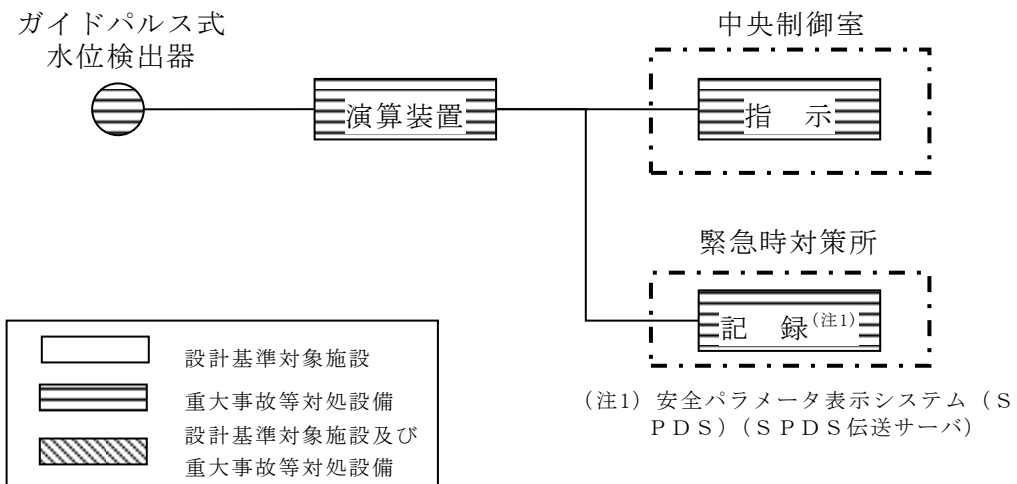 ガイドパルス式
水位検出器
演算装置
中央制御室
指　示
緊急時対策所
記　録(注1)
(注1) 安全パラメータ表示システム（Ｓ
ＰＤＳ）（ＳＰＤＳ伝送サーバ）
設計基準対象施設
重大事故等対処設備
設計基準対象施設及び
重大事故等対処設備